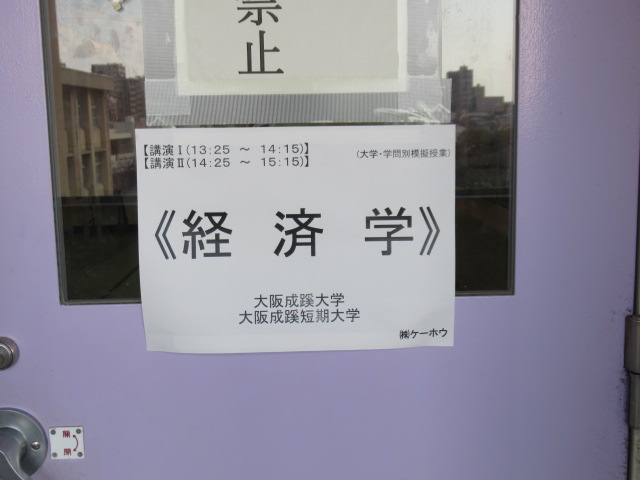 禁
止
【講演Ⅰ(13:25 ～ 14:15)】
【講演Ⅱ(14:25 ～ 15:15)】
(大学・学問別模擬授業)
《経済学》
大阪成蹊大学
大阪成蹊短期大学
㈱ケーホウ
開
閉